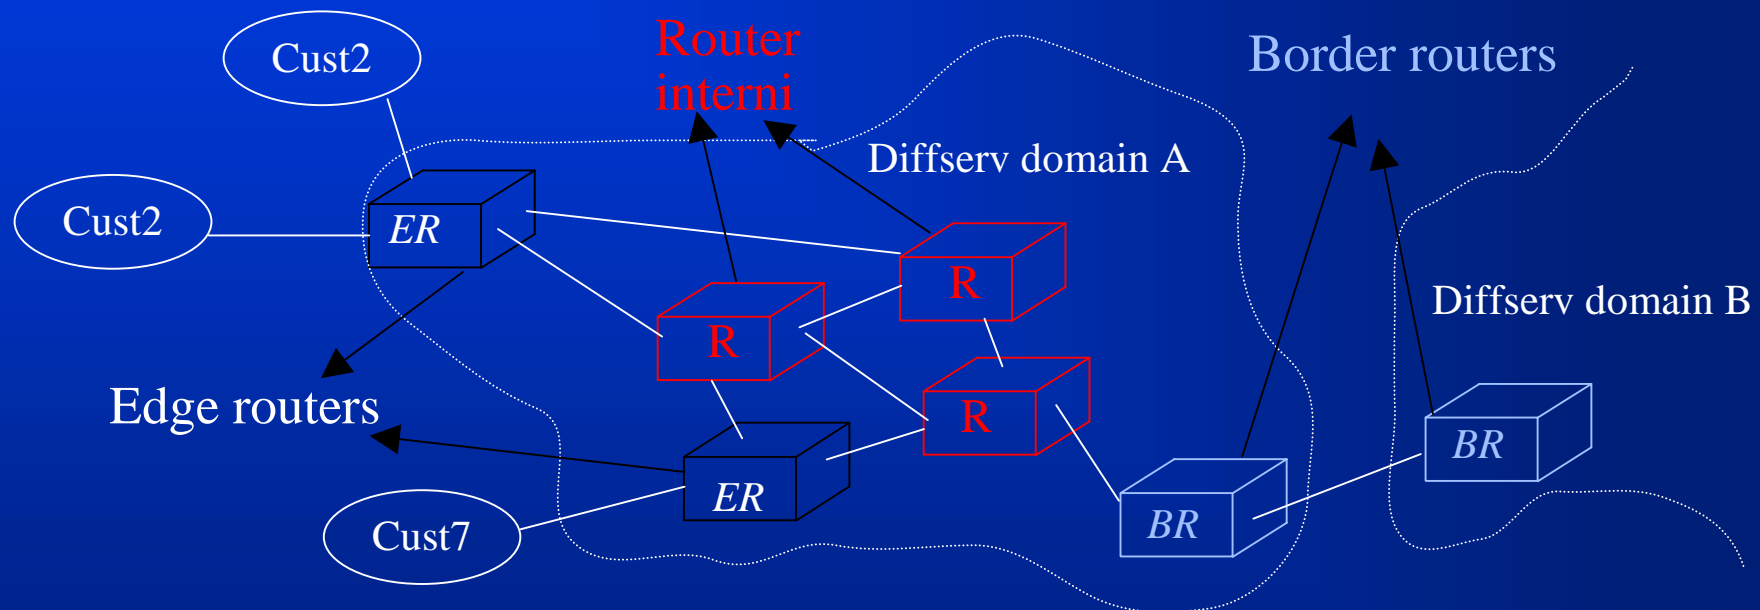 Cust2
Router
interni
Border routers
Diffserv domain A
Cust2
ER
R
Diffserv domain B
R
Edge routers
R
BR
ER
BR
Cust7